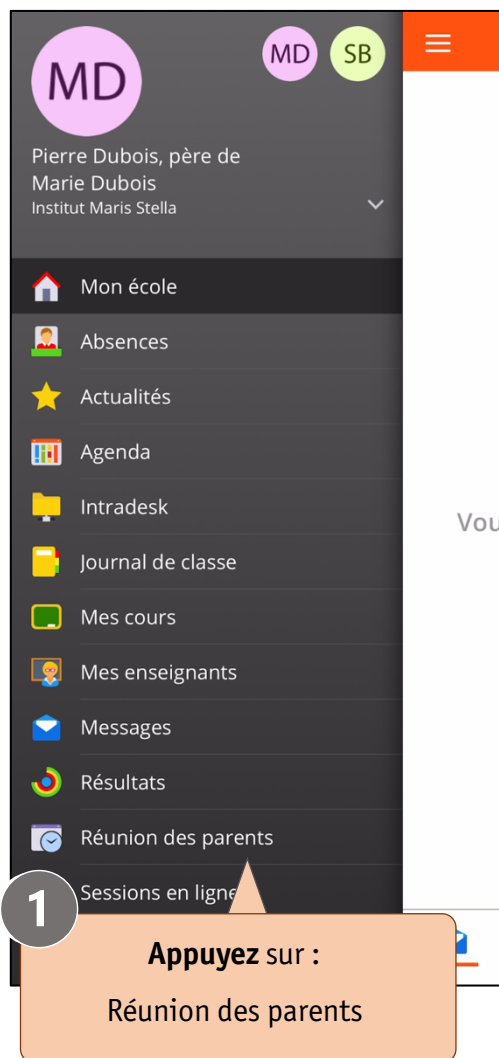 MD
MD SB
Pierre Dubois, père de
Marie Dubois
Institut Maris Stella
Mon école
Absences
Actualités
Agenda
Intradesk
Vou
Journal de classe
Mes cours
Mes enseignants
Messages
Résultats
Réunion des parents
Sessions en ligne
1
Appuyez sur :
Réunion des parents